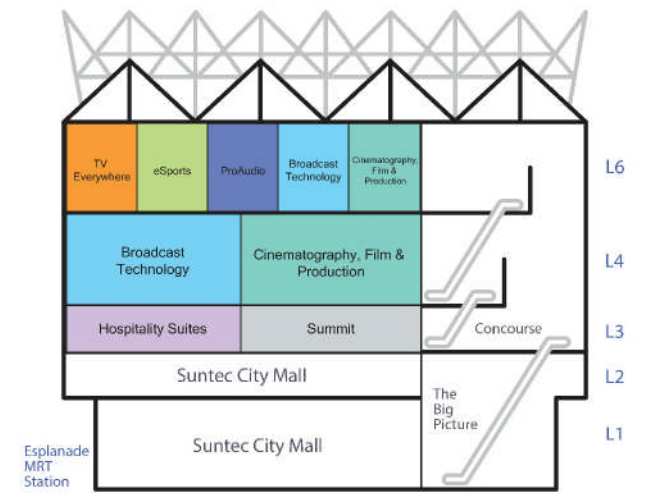 TV
Everywhere
eSports
ProAudio
Broadcast
Technology
Cinematography,
Film &
Production
L6
Broadcast
Technology
Cinematography, Film &
Production
L4
Hospitality Suites
Summit
Concourse
L3
Suntec City Mall
L2
The
Big
Picture
Suntec City Mall
L1
Esplanade
MRT
Station